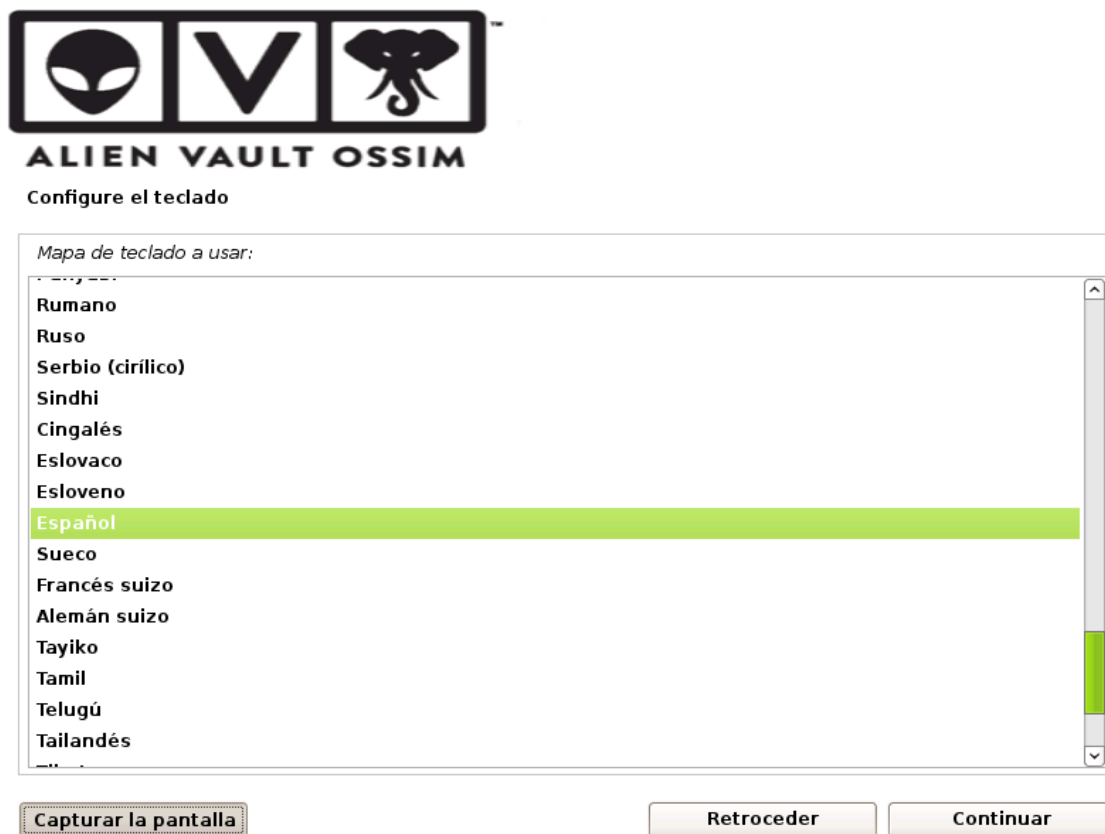 ™
ALIEN VAULT OSSIM
Configure el teclado
Mapa de teclado a usar:
Rumano
Ruso
Serbio (cirílico)
Sindhi
Cingalés
Eslovaco
Esloveno
Español
Sueco
Francés suizo
Alemán suizo
Tayiko
Tamil
Telugú
Tailandés
Capturar la pantalla Retroceder Continuar